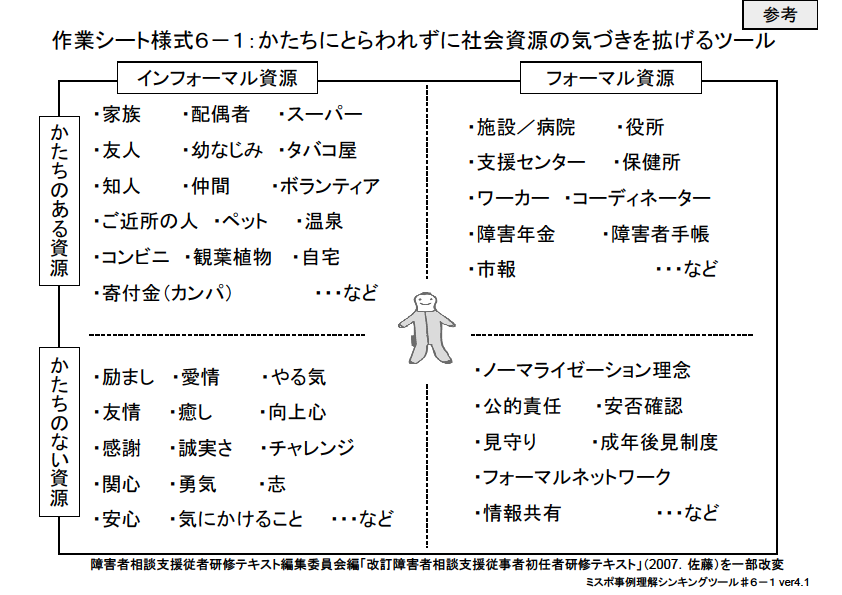 参考
作業シート様式6－1:かたちにとらわれずに社会資源の気づきを拡げるツール
インフォーマル資源
フォーマル資源
かたちのある資源
・家族 ・配偶者 ・スーパー
・友人 ・幼なじみ ・タバコ屋
・知人 ・仲間 ・ボランティア
・ご近所の人 ・ペット ・温泉
・コンビニ ・観葉植物 ・自宅
・寄付金（カンパ） ・・・など
・施設／病院 ・役所
・支援センター ・保健所
・ワーカー ・コーディネーター
・障害年金 ・障害者手帳
・市報 ・・・など
かたちのない資源
・励まし ・愛情 ・やる気
・友情 ・癒し ・向上心
・感謝 ・誠実さ ・チャレンジ
・関心 ・勇気 ・志
・安心 ・気にかけること ・・・など
・ノーマライゼーション理念
・公的責任 ・安否確認
・見守り ・成年後見制度
・フォーマルネットワーク
・情報共有 ・・・など
障害者相談支援従者研修テキスト編集委員会編「改訂障害者相談支援従事者初任者研修テキスト」（2007．佐藤）を一部改変
ミスポ事例理解シンキングツール＃6－1 ver4.1